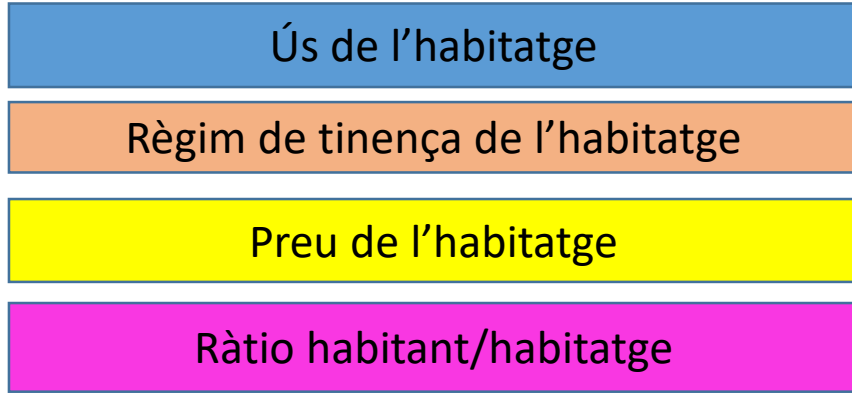 Ús de l’habitatge
Règim de tinença de l’habitatge
Preu de l’habitatge
Ràtio habitant/habitatge